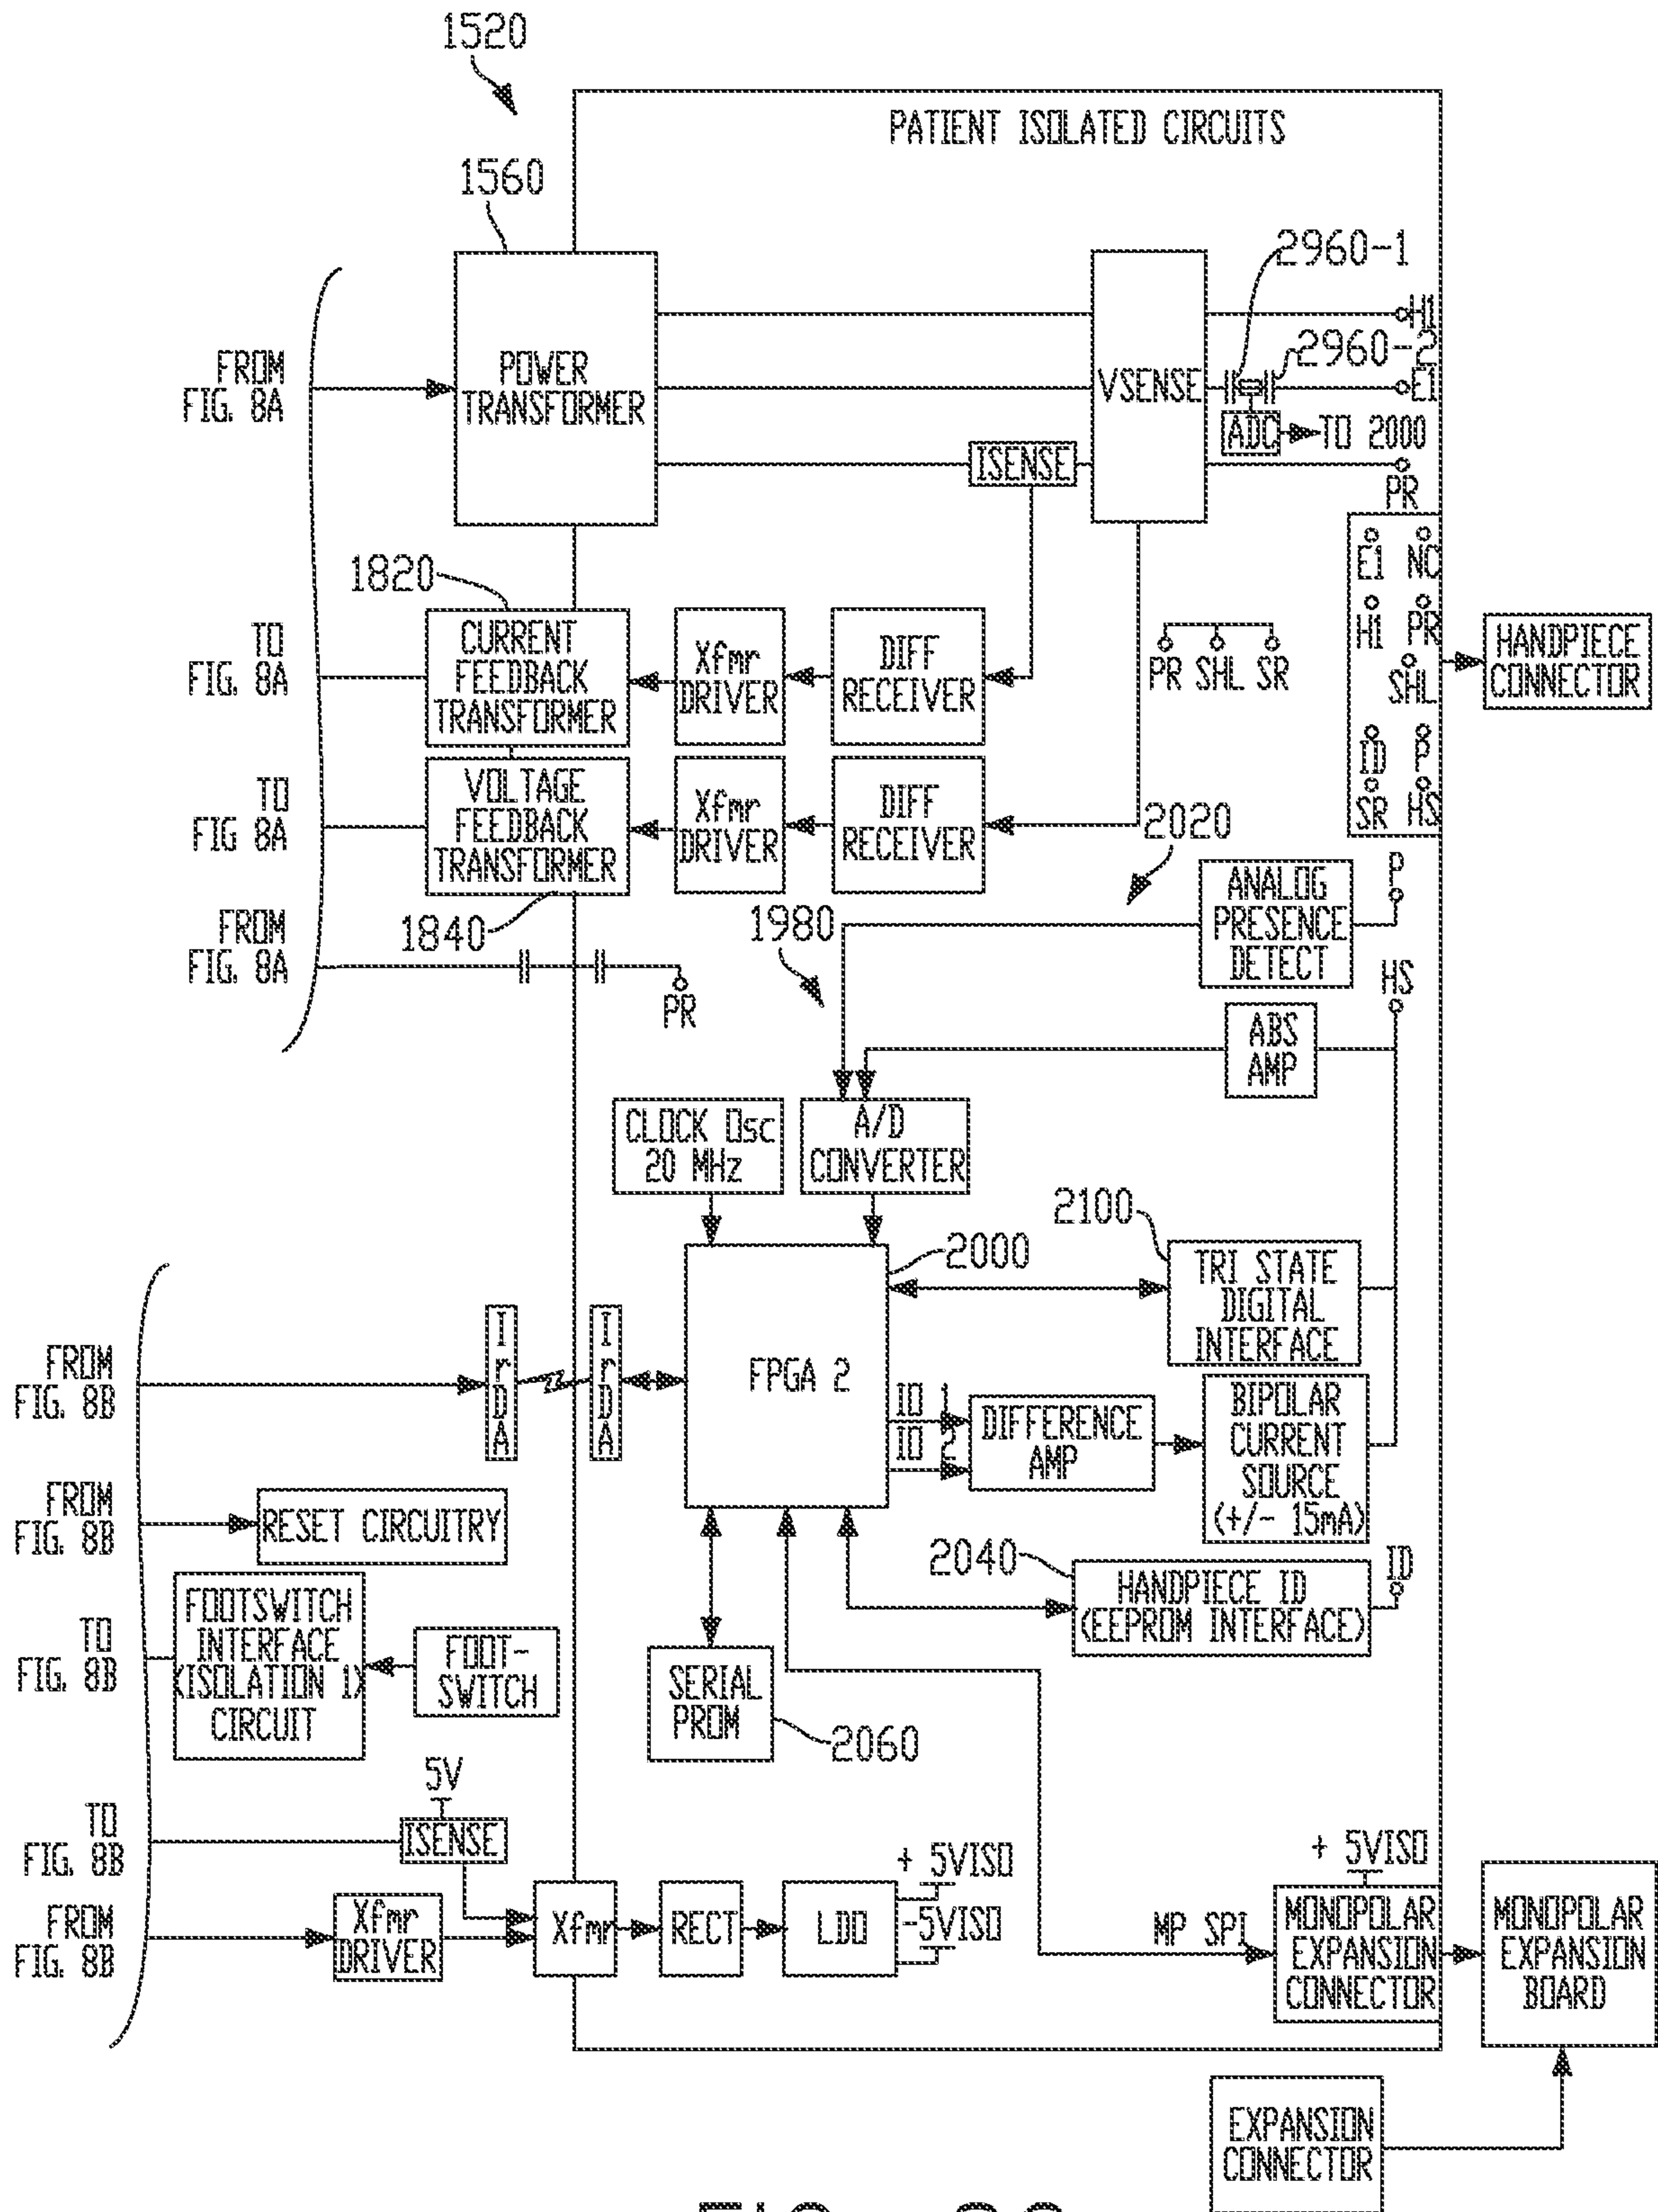 1520
PATIENT ISOLATED CIRCUITS
1560
2960-1
H1
2960-2
FROM
FIG. 8A
POWER
TRANSFORMER
VSENSE
E1
ADC
TO 2000
ISENSE
PR
E1 NC
H1 PR
SHL
ID P
SR HS
HANDPIECE
CONNECTOR
1820
TO
FIG. 8A
CURRENT
FEEDBACK
TRANSFORMER
Xfmr
DRIVER
DIFF
RECEIVER
PR SHL SR
TO
FIG 8A
VOLTAGE
FEEDBACK
TRANSFORMER
Xfmr
DRIVER
DIFF
RECEIVER
2020
1840
1980
ANALOG
PRESENCE
DETECT
P
FROM
FIG. 8A
PR
HS
ABS
AMP
CLOCK Osc
20 MHz
A/D
CONVERTER
2100
2000
TRI STATE
DIGITAL
INTERFACE
FROM
FIG. 8B
IrDA
IrDA
FPGA 2
IO 1
IO 2
DIFFERENCE
AMP
BIPOLAR
CURRENT
SOURCE
(+/- 15mA)
FROM
FIG. 8B
RESET CIRCUITRY
2040
HANDPIECE ID
(EEPROM INTERFACE)
ID
TO
FIG. 8B
FOOTSWITCH
INTERFACE
(ISOLATION 1)
CIRCUIT
FOOT-
SWITCH
SERIAL
PROM
2060
5V
TO
FIG. 8B
ISENSE
+ 5VISO
-5VISO
+ 5VISO
FROM
FIG. 8B
Xfmr
DRIVER
Xfmr
RECT
LDO
MP SPI
MONOPOLAR
EXPANSION
CONNECTOR
MONOPOLAR
EXPANSION
BOARD
EXPANSION
CONNECTOR